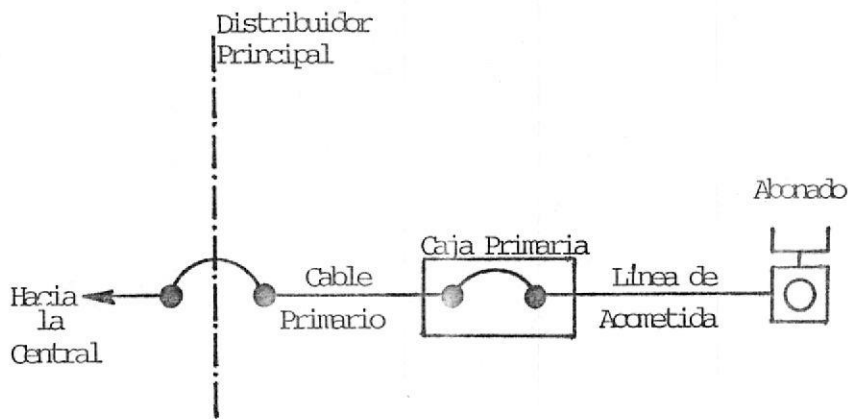 Distribuidor
Principal
Abonado
Caja Primaria
Hacia
la
Central
Cable
Primario
Línea de
Acometida